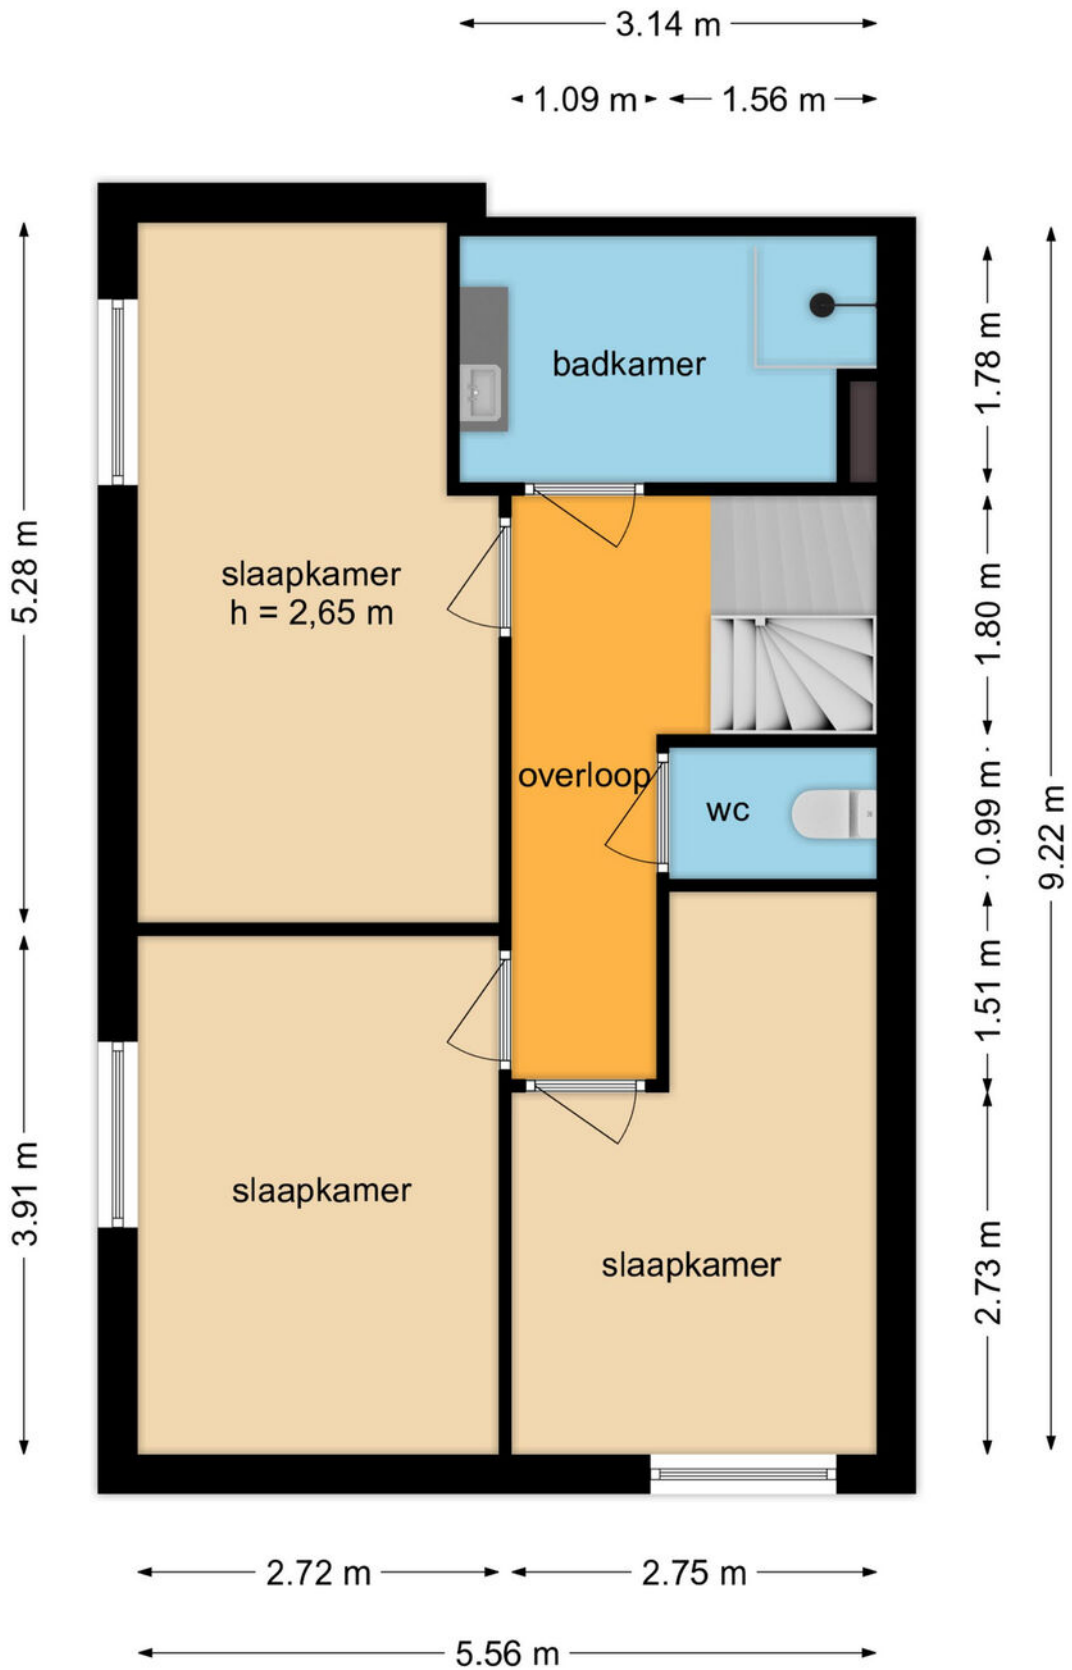 3.14 m
1.09 m
1.56 m
badkamer
1.78 m
5.28 m
slaapkamer
h = 2,65 m
1.80 m
overloop
wc
0.99 m
9.22 m
1.51 m
3.91 m
slaapkamer
slaapkamer
2.73 m
2.72 m
2.75 m
5.56 m